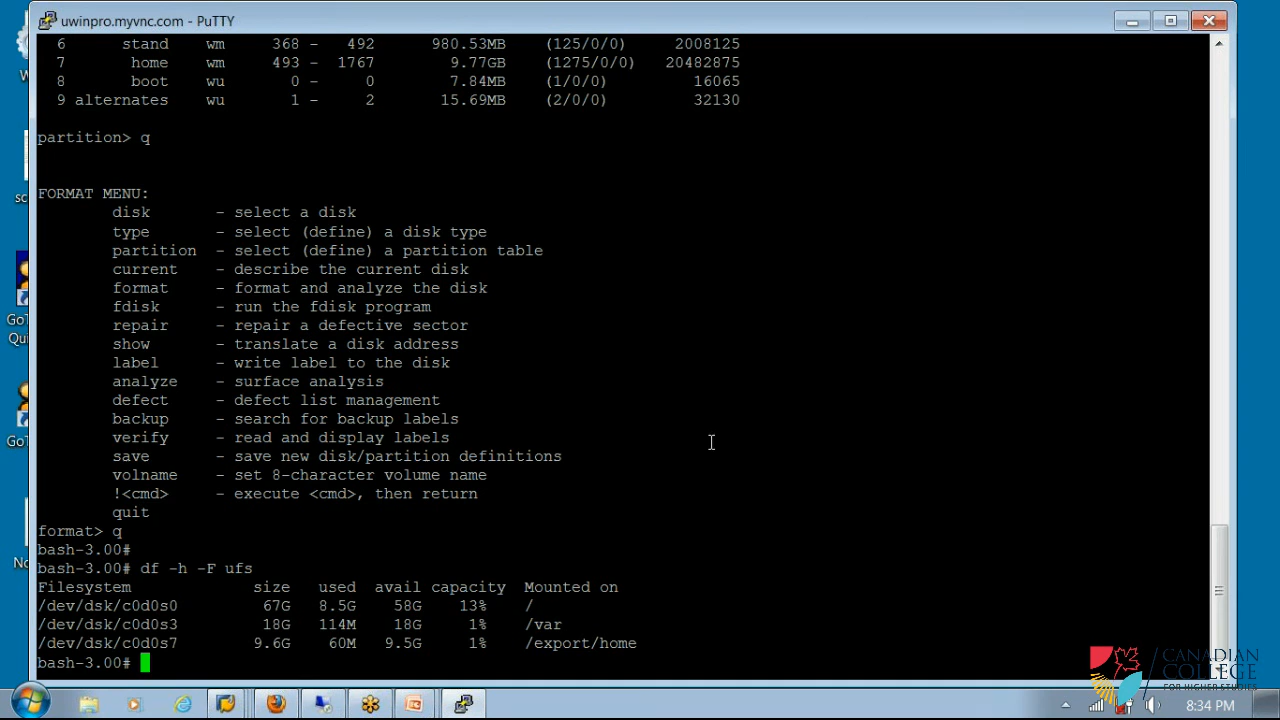 uwinpro.myvnc.com - PuTTY
6 stand wm 368 - 492 980.53MB (125/0/0) 2008125
7 home wm 493 - 1767 9.77GB (1275/0/0) 20482875
8 boot wu 0 - 0 7.84MB (1/0/0) 16065
9 alternates wu 1 - 2 15.69MB (2/0/0) 32130
partition> q
FORMAT MENU:
disk - select a disk
type - select (define) a disk type
partition - select (define) a partition table
current - describe the current disk
format - format and analyze the disk
fdisk - run the fdisk program
repair - repair a defective sector
show - translate a disk address
label - write label to the disk
analyze - surface analysis
defect - defect list management
backup - search for backup labels
verify - read and display labels
save - save new disk/partition definitions
volname - set 8-character volume name
!<cmd> - execute <cmd>, then return
quit
format> q
bash-3.00#
bash-3.00# df -h -F ufs
Filesystem size used avail capacity Mounted on
/dev/dsk/c0d0s0 67G 8.5G 58G 13% /
/dev/dsk/c0d0s3 18G 114M 18G 1% /var
/dev/dsk/c0d0s7 9.6G 60M 9.5G 1% /export/home
bash-3.00#
CANADIAN
COLLEGE
FOR HIGHER STUDIES
8:34 PM